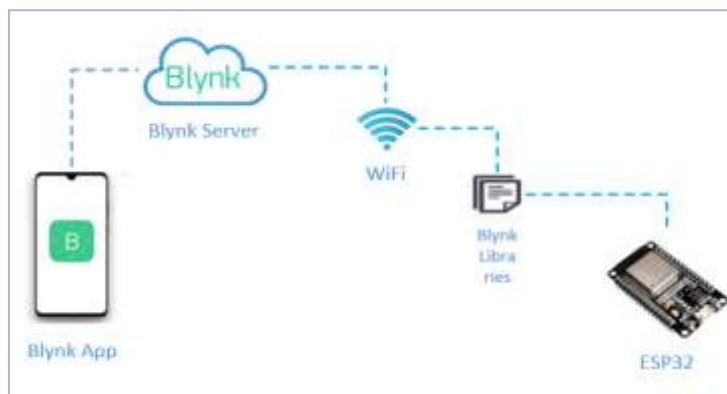 Blynk
Blynk Server
WiFi
B
Blynk
Libra
ries
Blynk App
ESP32